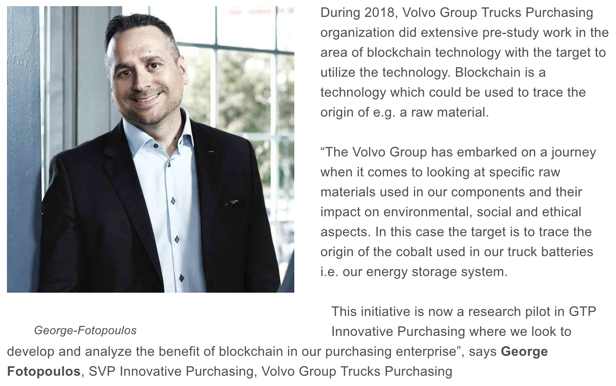 During 2018, Volvo Group Trucks Purchasing
organization did extensive pre-study work in the
area of blockchain technology with the target to
utilize the technology. Blockchain is a
technology which could be used to trace the
origin of e.g. a raw material.
“The Volvo Group has embarked on a journey
when it comes to looking at specific raw
materials used in our components and their
impact on environmental, social and ethical
aspects. In this case the target is to trace the
origin of the cobalt used in our truck batteries
i.e. our energy storage system.
This initiative is now a research pilot in GTP
George-Fotopoulos
Innovative Purchasing where we look to
develop and analyze the benefit of blockchain in our purchasing enterprise”, says George
Fotopoulos, SVP Innovative Purchasing, Volvo Group Trucks Purchasing